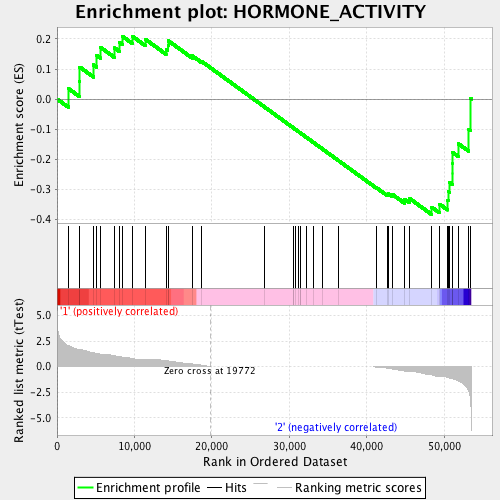 Enrichment plot: HORMONE_ACTIVITY
Enrichment score (ES)
0.2
0.1
0.0
-0.1
-0.2
-0.3
-0.4
'1' (positively correlated)
Ranked list metric (tTest)
5.0
2.5
0.0
-2.5
-5.0
Zero cross at 19772
'2' (negatively correlated)
0
10,000
20,000
30,000
40,000
50,000
Rank in Ordered Dataset
Enrichment profile
Hits
Ranking metric scores